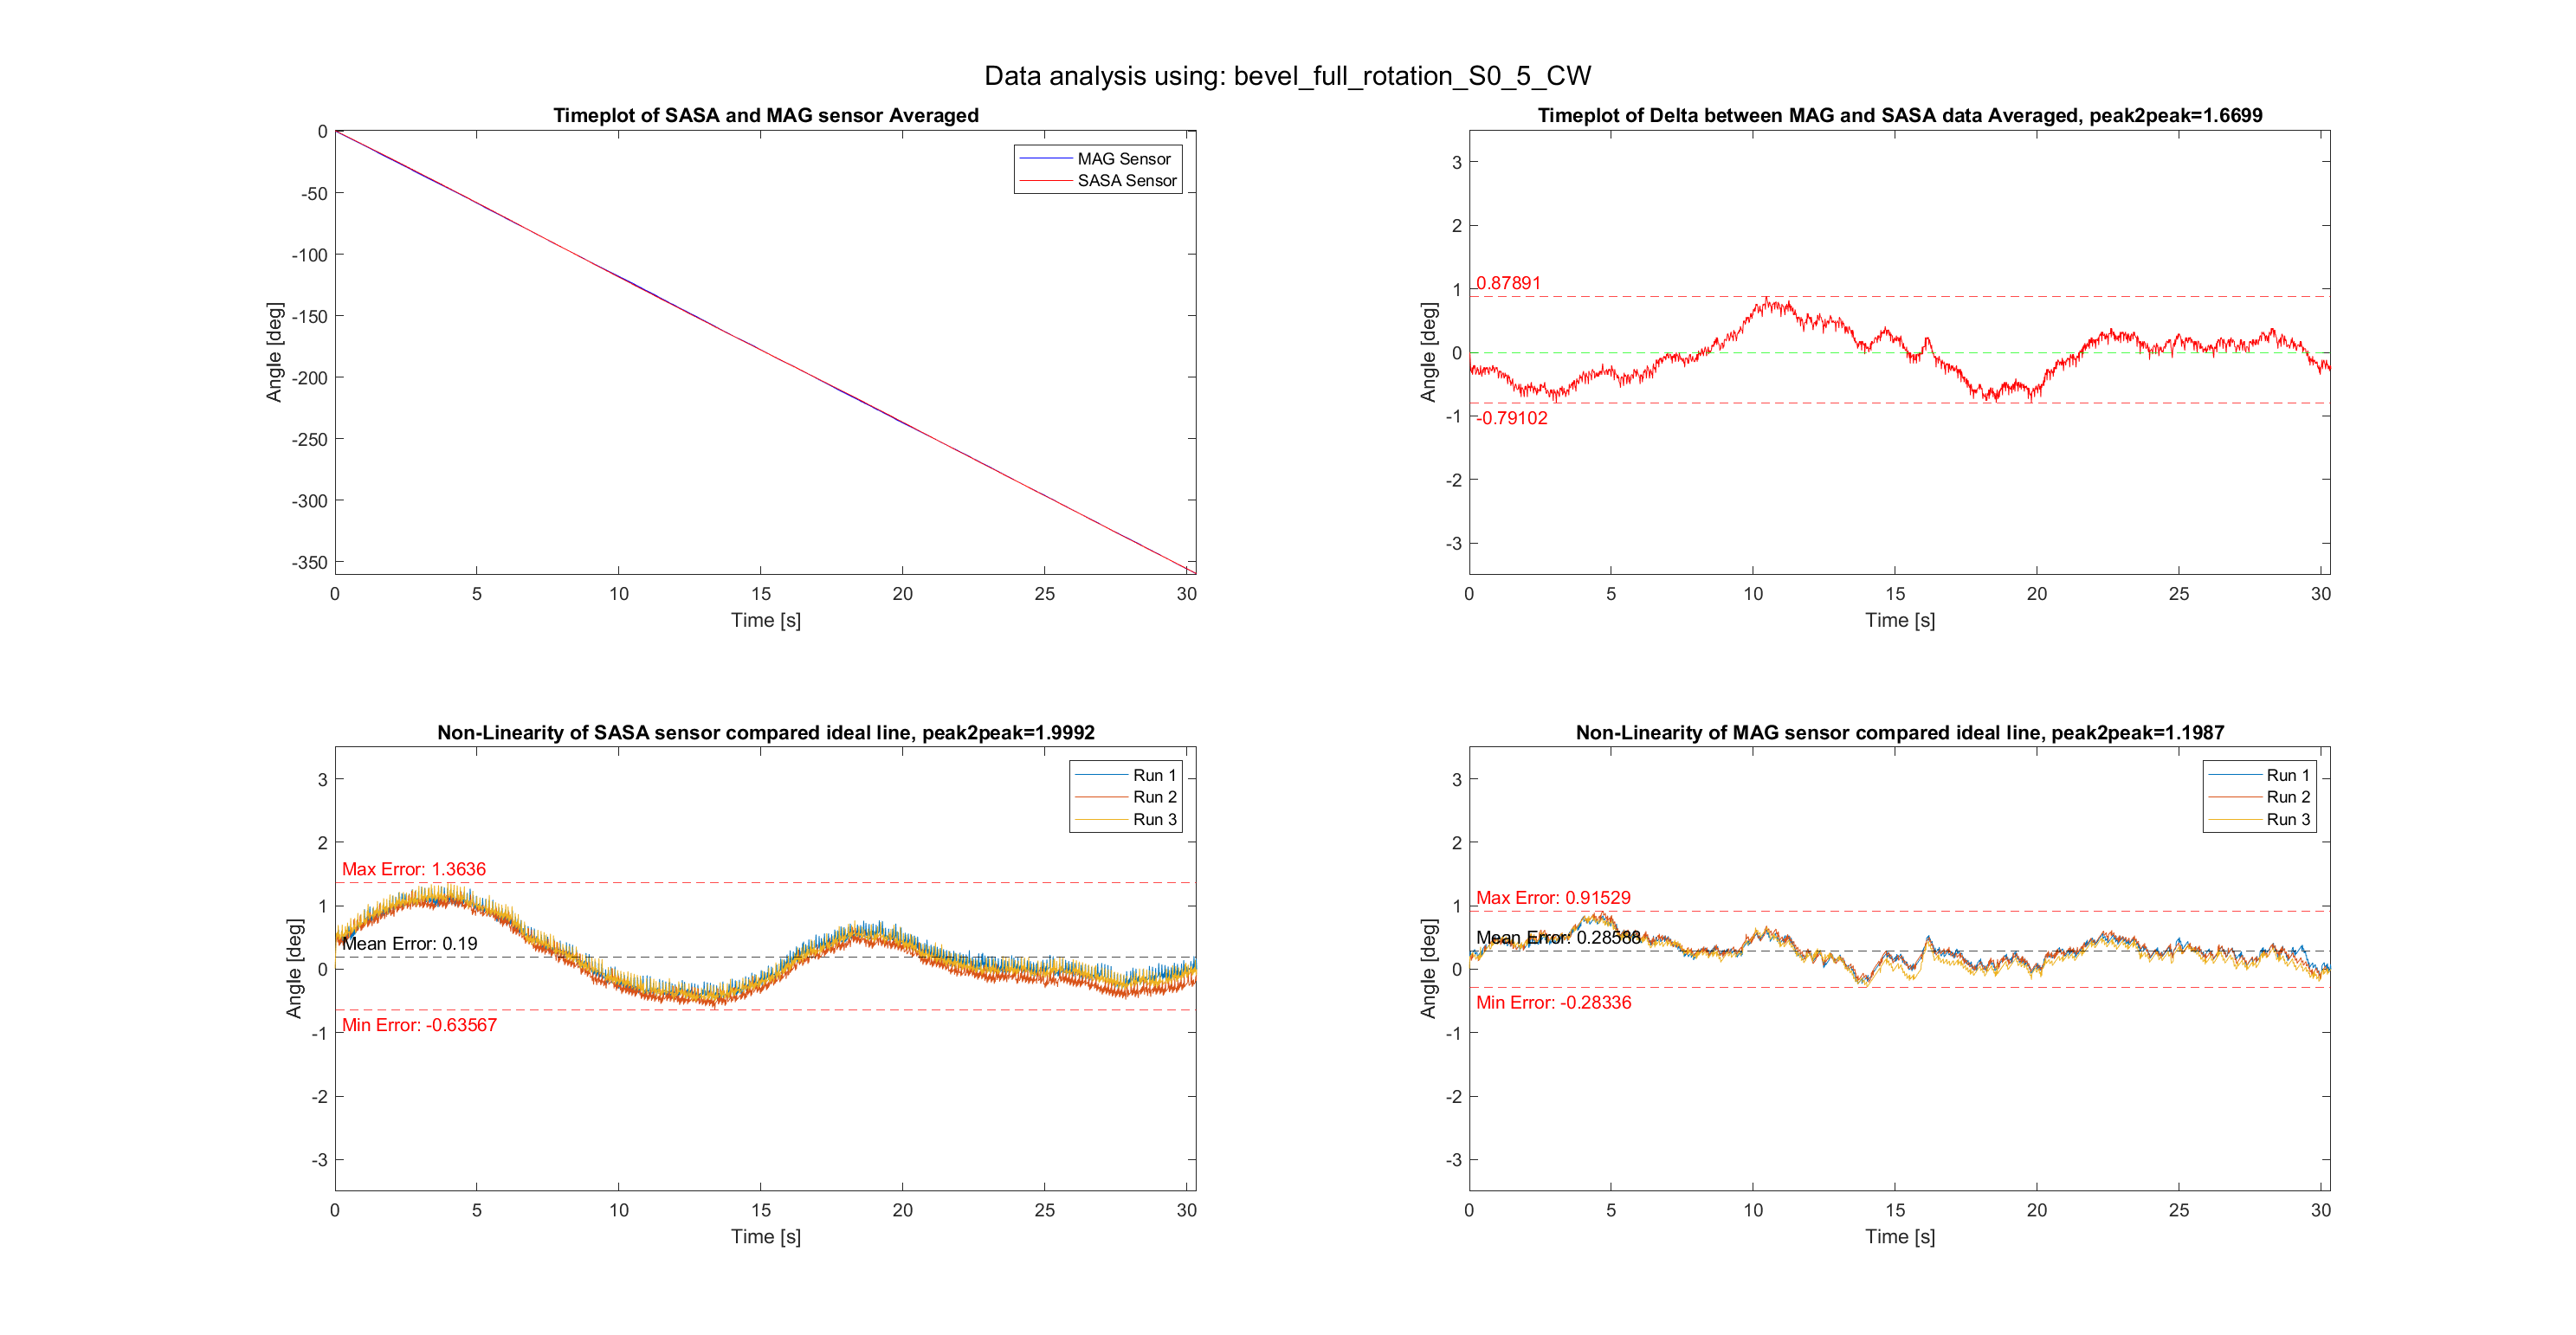 Data analysis using: bevel_full_rotation_S0_5_CW
Timeplot of SASA and MAG sensor Averaged
0
-50
-100
-150
-200
-250
-300
-350
Angle [deg]
MAG Sensor
SASA Sensor
0 5 10 15 20 25 30
Time [s]
Timeplot of Delta between MAG and SASA data Averaged, peak2peak=1.6699
3
2
1
0
-1
-2
-3
Angle [deg]
0.87891
-0.79102
0 5 10 15 20 25 30
Time [s]
Non-Linearity of SASA sensor compared ideal line, peak2peak=1.9992
3
2
1
0
-1
-2
-3
Angle [deg]
Run 1
Run 2
Run 3
Max Error: 1.3636
Mean Error: 0.19
Min Error: -0.63567
0 5 10 15 20 25 30
Time [s]
Non-Linearity of MAG sensor compared ideal line, peak2peak=1.1987
3
2
1
0
-1
-2
-3
Angle [deg]
Run 1
Run 2
Run 3
Max Error: 0.91529
Mean Error: 0.28588
Min Error: -0.28336
0 5 10 15 20 25 30
Time [s]